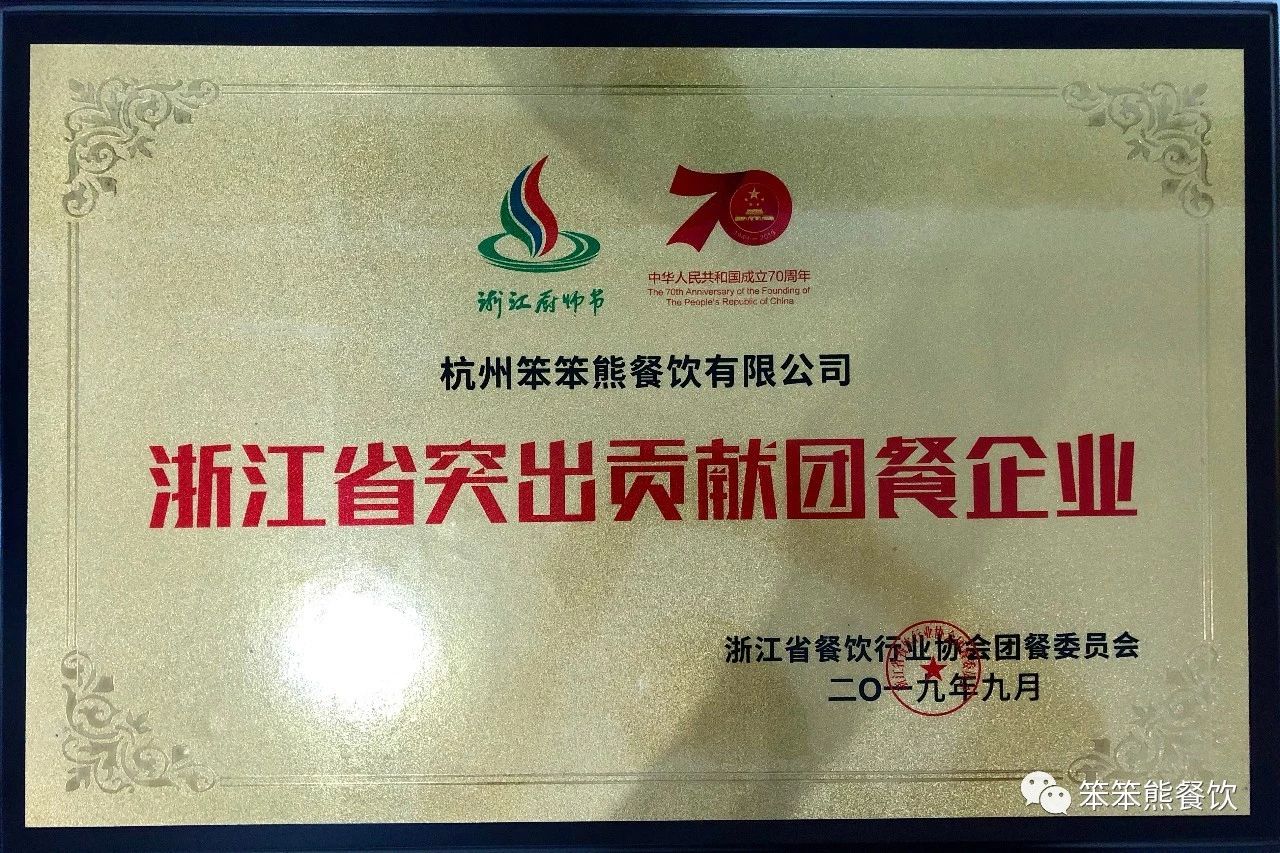 浙江厨师节
1949—2019
中华人民共和国成立70周年
The 70th Anniversary of the Founding of
The People's Republic of China
杭州笨笨熊餐饮有限公司
浙江省突出贡献团餐企业
浙江省餐饮行业协会团餐委员会
二〇一九年九月
笨笨熊餐饮